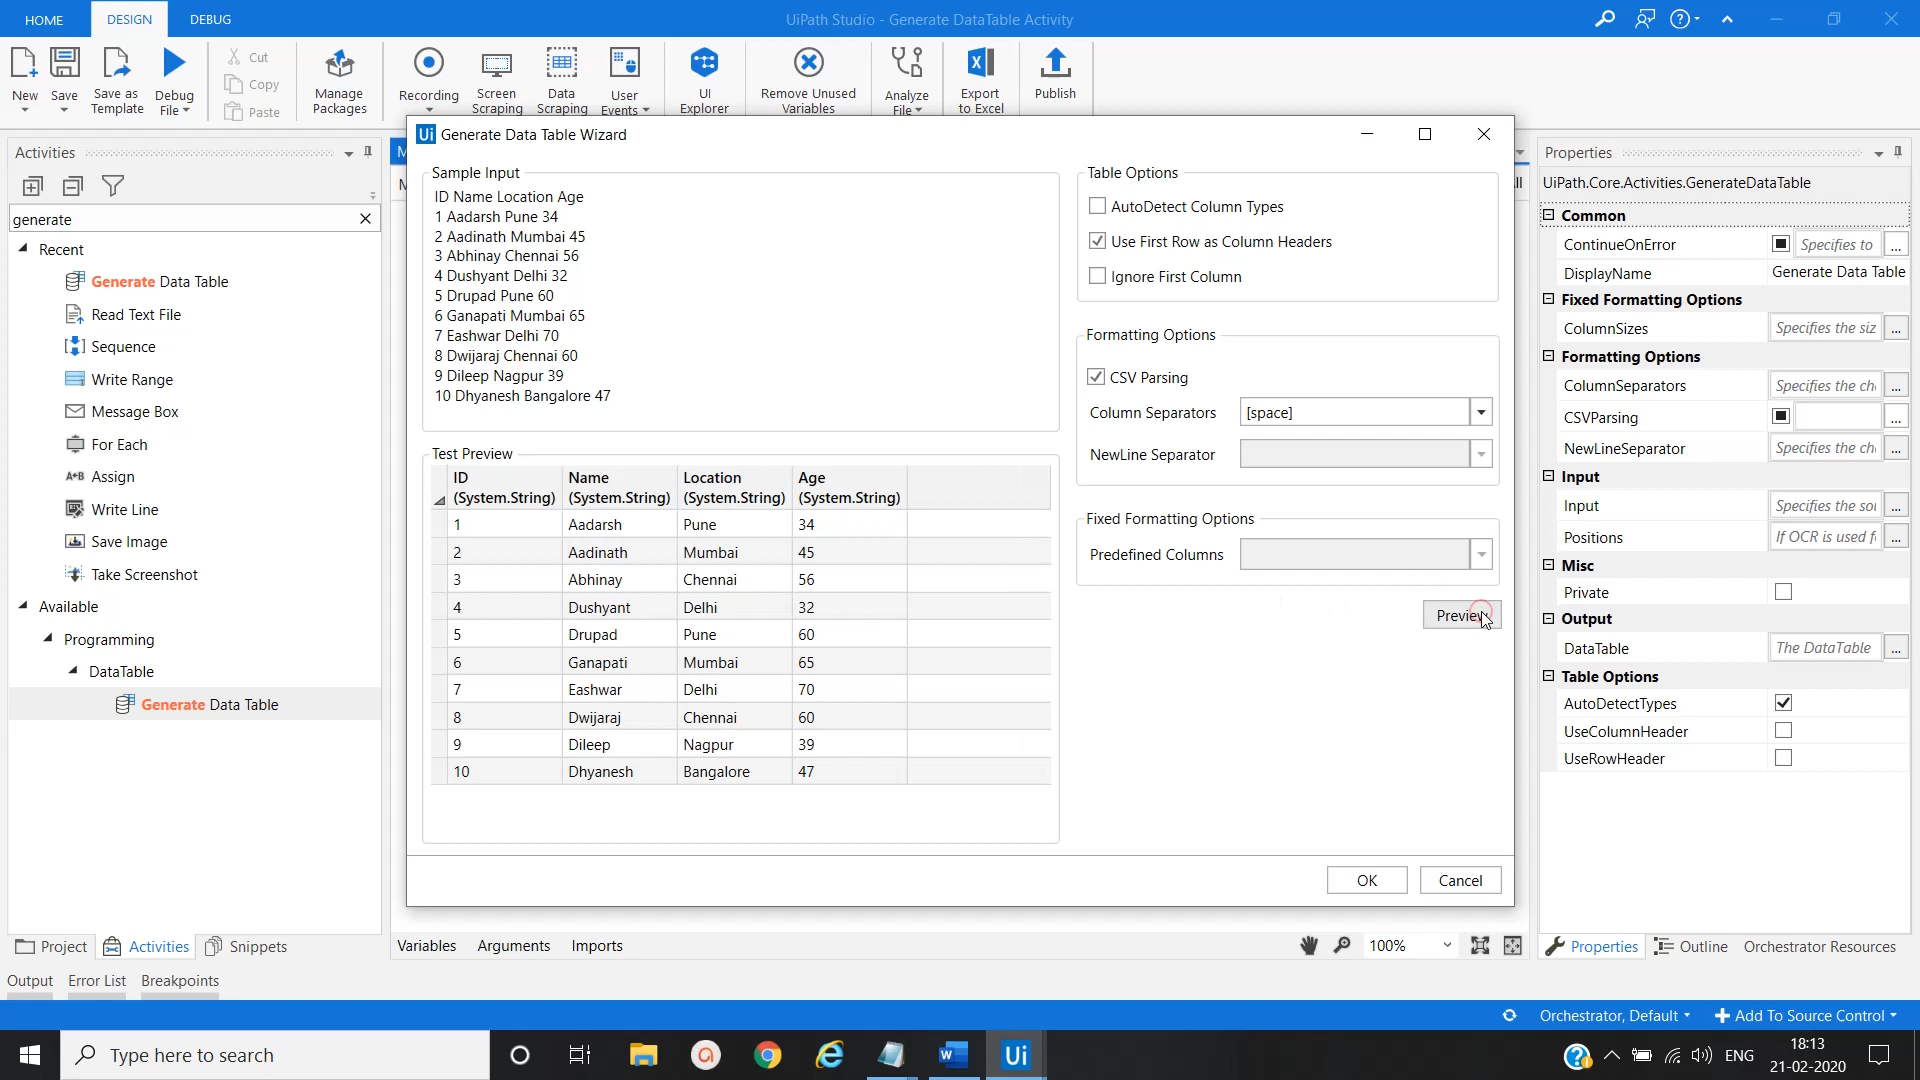 HOME DESIGN DEBUG UiPath Studio - Generate DataTable Activity
New Save Save as Template Debug File Cut Copy Paste Manage Packages Recording Screen Scraping Data Scraping User Events UI Explorer Remove Unused Variables Analyze File Export to Excel Publish
Activities
generate
Recent
Generate Data Table
Read Text File
Sequence
Write Range
Message Box
For Each
A+B Assign
Write Line
Save Image
Take Screenshot
Available
Programming
DataTable
Generate Data Table
Project Activities Snippets
Ui Generate Data Table Wizard
Sample Input
ID Name Location Age
1 Aadarsh Pune 34
2 Aadinath Mumbai 45
3 Abhinay Chennai 56
4 Dushyant Delhi 32
5 Drupad Pune 60
6 Ganapati Mumbai 65
7 Eashwar Delhi 70
8 Dwijaraj Chennai 60
9 Dileep Nagpur 39
10 Dhyanesh Bangalore 47
Test Preview
ID Name Location Age
(System.String) (System.String) (System.String) (System.String)
1 Aadarsh Pune 34
2 Aadinath Mumbai 45
3 Abhinay Chennai 56
4 Dushyant Delhi 32
5 Drupad Pune 60
6 Ganapati Mumbai 65
7 Eashwar Delhi 70
8 Dwijaraj Chennai 60
9 Dileep Nagpur 39
10 Dhyanesh Bangalore 47
Table Options
AutoDetect Column Types
Use First Row as Column Headers
Ignore First Column
Formatting Options
CSV Parsing
Column Separators [space]
NewLine Separator
Fixed Formatting Options
Predefined Columns
Preview
OK Cancel
Variables Arguments Imports 100%
Properties
UiPath.Core.Activities.GenerateDataTable
Common
ContinueOnError Specifies to ...
DisplayName Generate Data Table
Fixed Formatting Options
ColumnSizes Specifies the siz ...
Formatting Options
ColumnSeparators Specifies the ch ...
CSVParsing ...
NewLineSeparator Specifies the ch ...
Input
Input Specifies the sou ...
Positions If OCR is used f ...
Misc
Private
Output
DataTable The DataTable ...
Table Options
AutoDetectTypes
UseColumnHeader
UseRowHeader
Properties Outline Orchestrator Resources
Output Error List Breakpoints
Orchestrator, Default Add To Source Control
Type here to search
Ui
ENG
18:13
21-02-2020